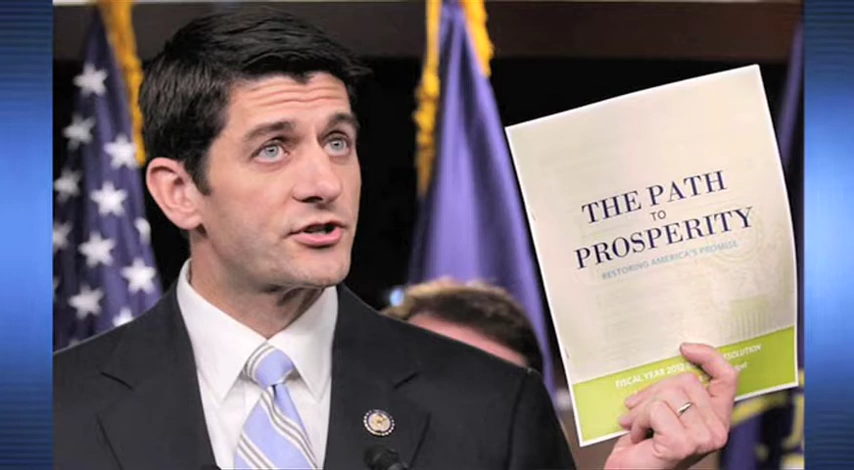 THE PATH
TO
PROSPERITY
RESTORING AMERICA'S PROMISE
FISCAL YEAR 2012